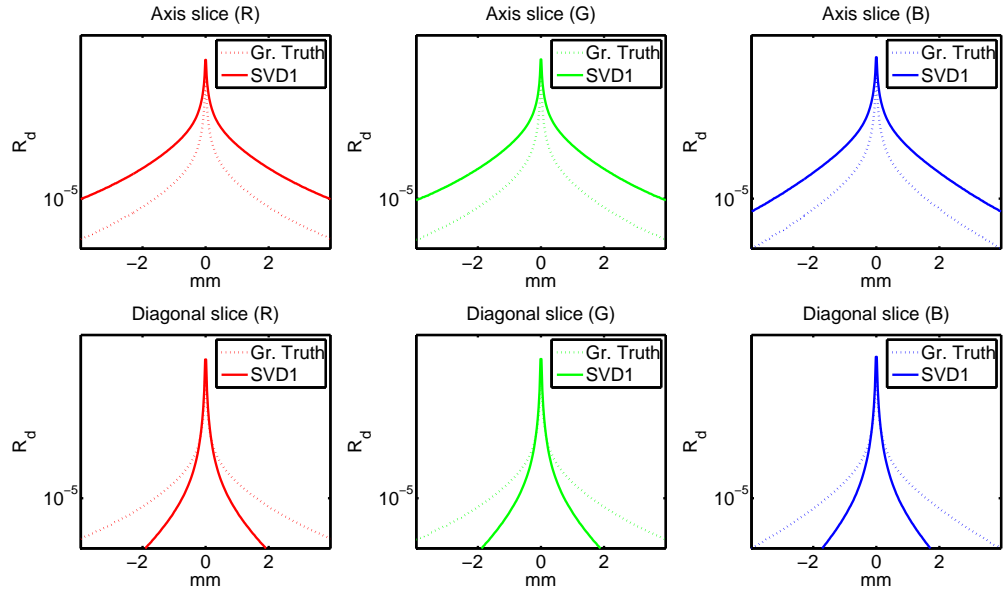 Axis slice (R)
Gr. Truth
SVD1
R_d
10^-5
−2 0 2
mm
Axis slice (G)
Gr. Truth
SVD1
R_d
10^-5
−2 0 2
mm
Axis slice (B)
Gr. Truth
SVD1
R_d
10^-5
−2 0 2
mm
Diagonal slice (R)
Gr. Truth
SVD1
R_d
10^-5
−2 0 2
mm
Diagonal slice (G)
Gr. Truth
SVD1
R_d
10^-5
−2 0 2
mm
Diagonal slice (B)
Gr. Truth
SVD1
R_d
10^-5
−2 0 2
mm